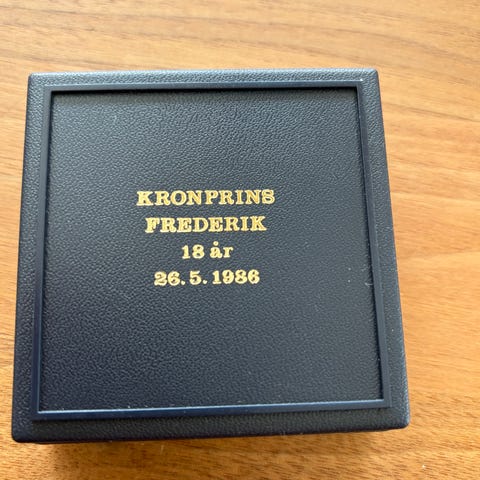 KRONPRINS
FREDERIK
18 år
26.5.1986